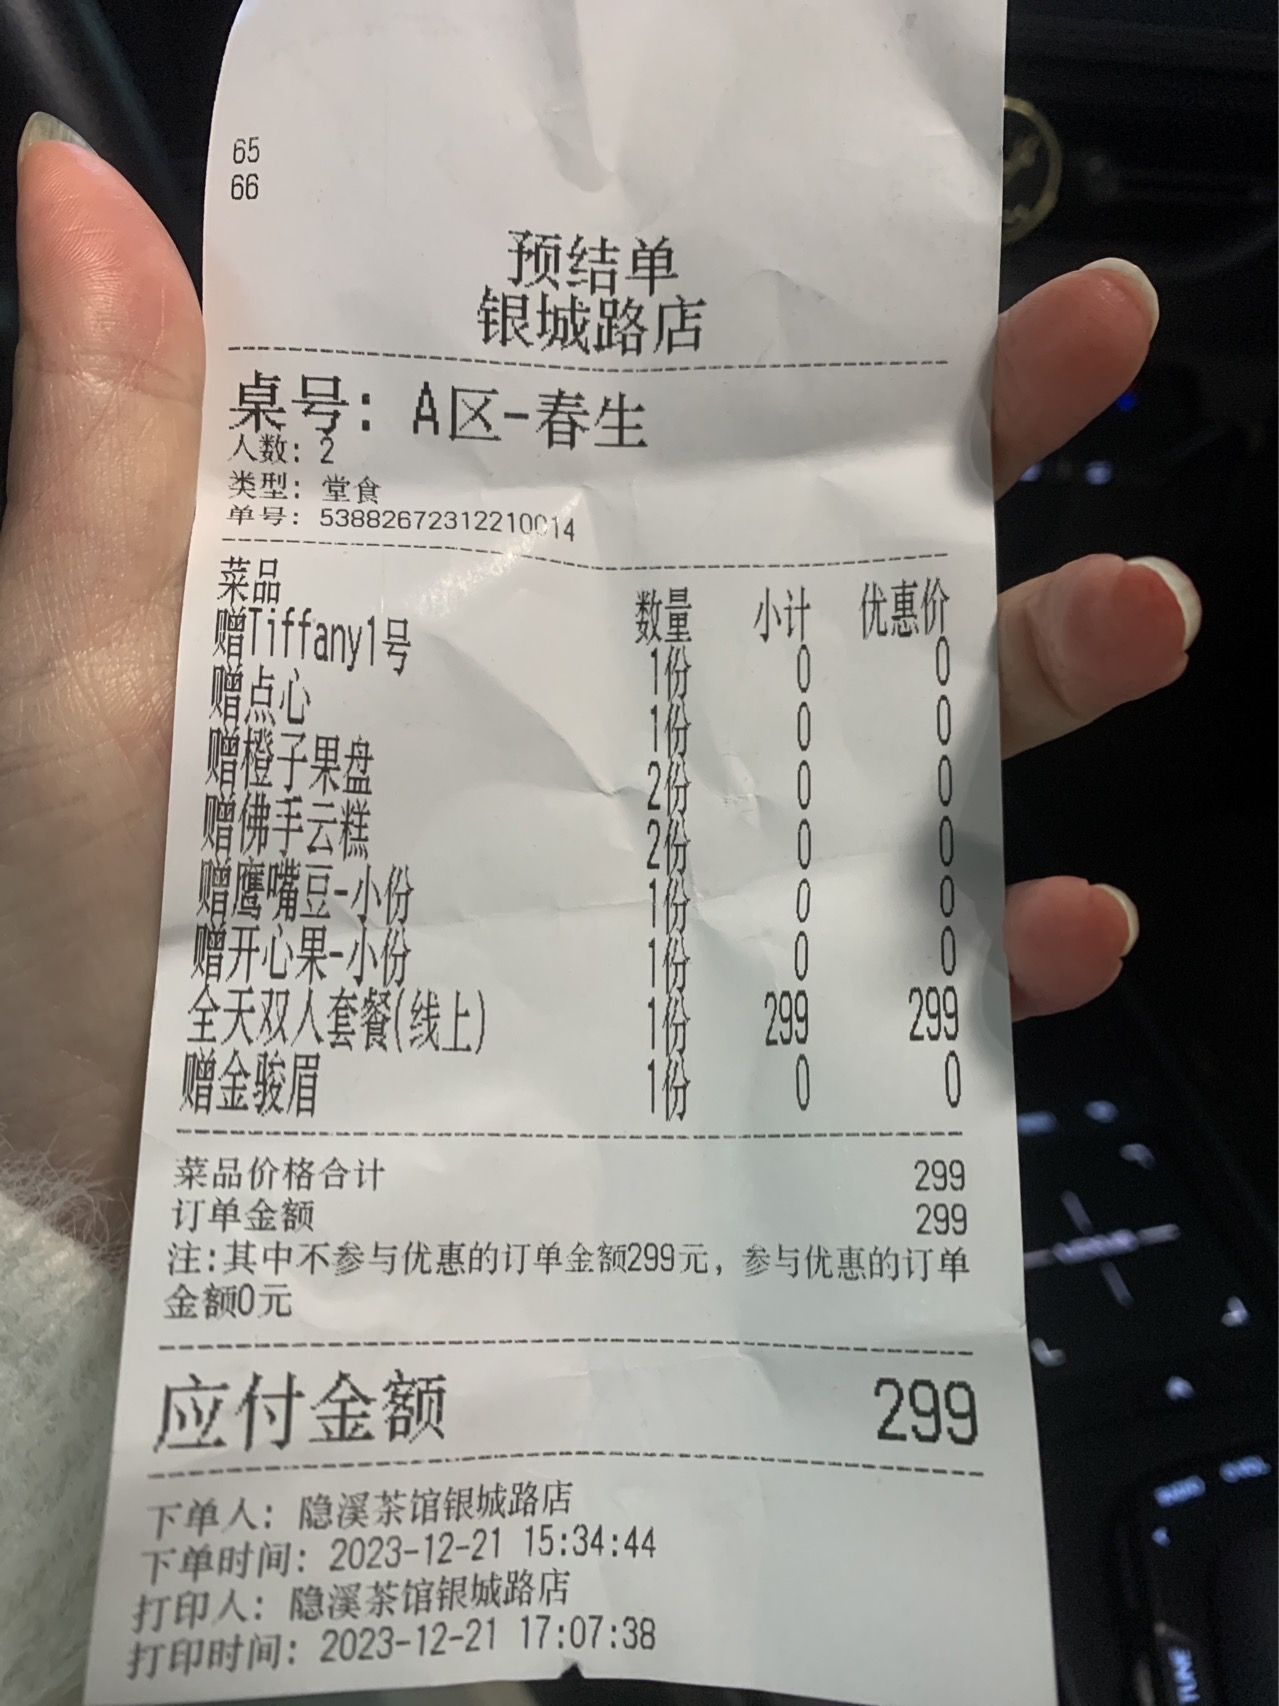 65
66
预结单
银城路店
桌号: A区-春生
人数: 2
类型: 堂食
单号: 53882672312210014
菜品 数量 小计 优惠价
赠Tiffany1号 1份 0 0
赠点心 1份 0 0
赠橙子果盘 2份 0 0
赠佛手云糕 2份 0 0
赠鹰嘴豆-小份 1份 0 0
赠开心果-小份 1份 0 0
全天双人套餐(线上) 1份 299 299
赠金骏眉 1份 0 0
菜品价格合计 299
订单金额 299
注:其中不参与优惠的订单金额299元, 参与优惠的订单
金额0元
应付金额 299
下单人: 隐溪茶馆银城路店
下单时间: 2023-12-21 15:34:44
打印人: 隐溪茶馆银城路店
打印时间: 2023-12-21 17:07:38